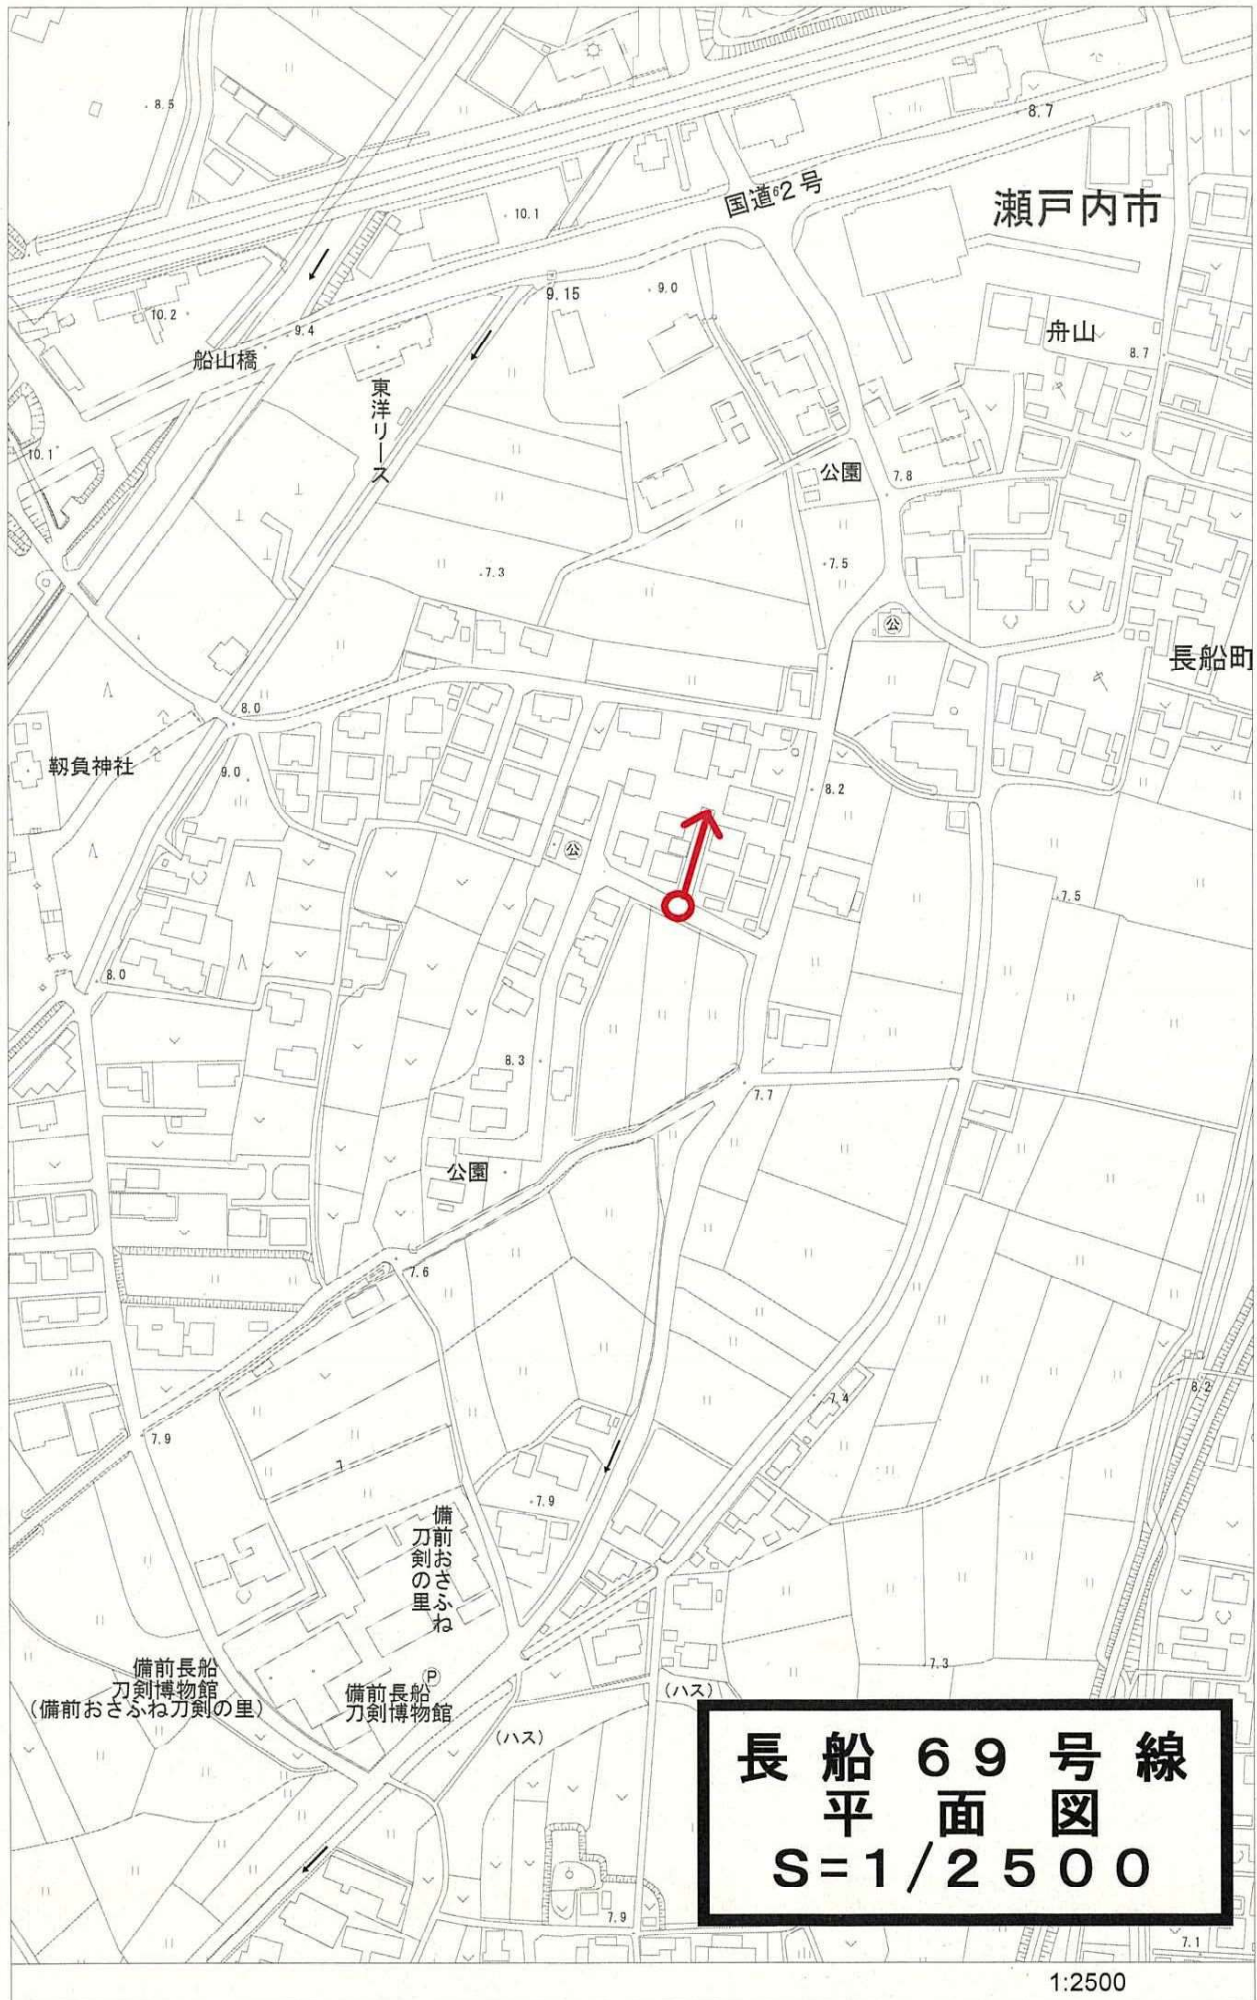 8.5
8.7
国道2号
瀬戸内市
10.1
9.15
9.0
10.2
9.4
船山橋
舟山
8.7
東洋リース
10.1
公園
7.8
7.3
7.5
公
長船町
8.0
靭負神社
9.0
8.2
公
7.5
8.0
8.3
7.7
公園
7.6
8.2
7.4
7.9
7.9
備前おさふね
刀剣の里
7.3
備前長船
刀剣博物館
(備前おさふね刀剣の里)
P
備前長船
刀剣博物館
(ハス)
(ハス)
長船69号線
平面図
S=1/2500
7.9
7.1
1:2500